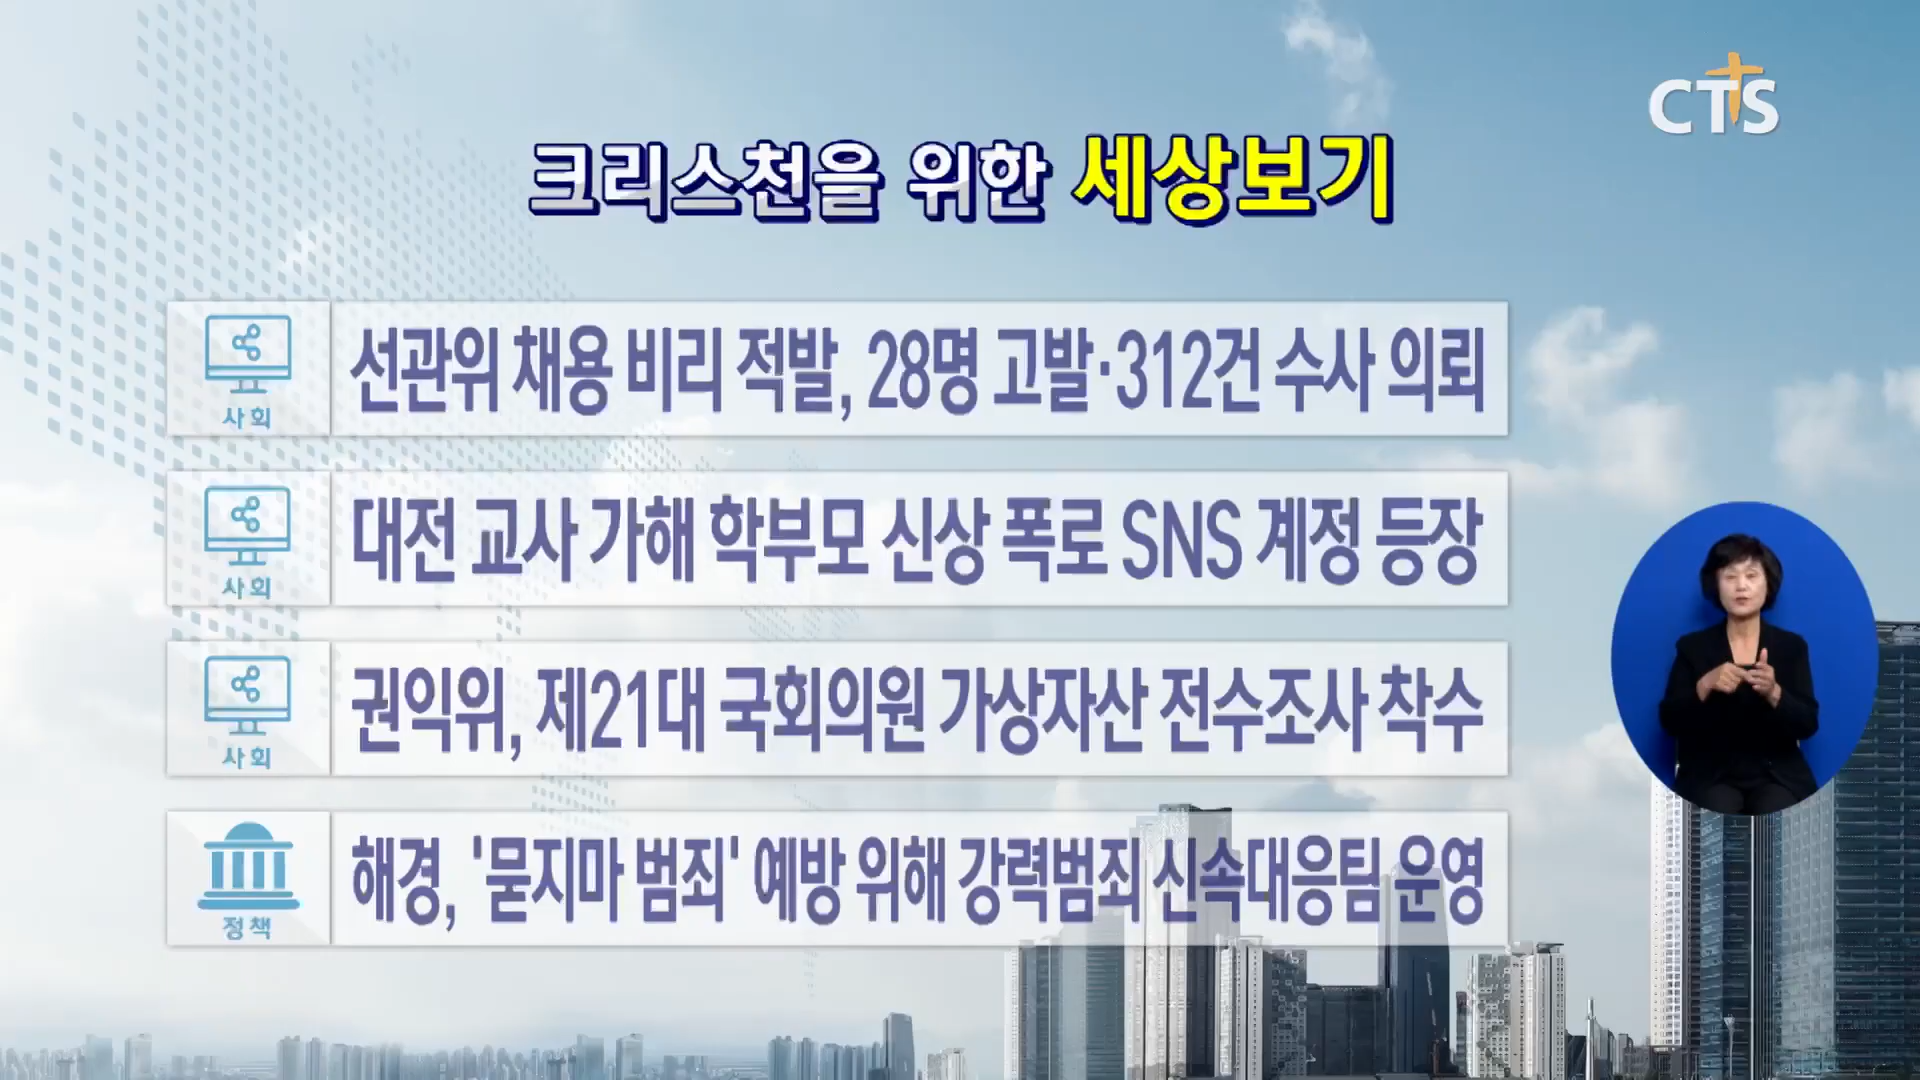 CTS
크리스천을 위한 세상보기
사회
선관위 채용 비리 적발, 28명 고발·312건 수사 의뢰
사회
대전 교사 가해 학부모 신상 폭로 SNS 계정 등장
사회
권익위, 제21대 국회의원 가상자산 전수조사 착수
정책
해경, '묻지마 범죄' 예방 위해 강력범죄 신속대응팀 운영